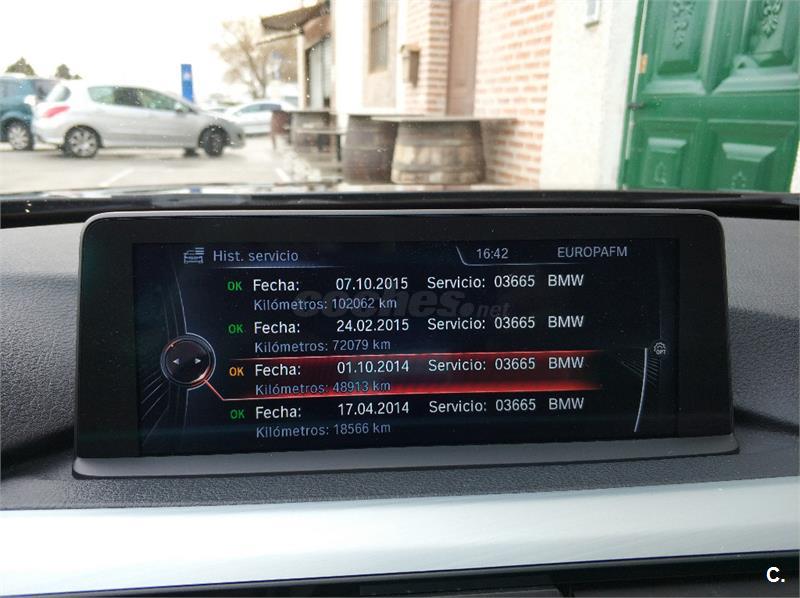 Hist. servicio 16:42 EUROPAFM
OK Fecha: 07.10.2015 Servicio: 03665 BMW
Kilómetros: 102062 km
OK Fecha: 24.02.2015 Servicio: 03665 BMW
Kilómetros: 72079 km
OK Fecha: 01.10.2014 Servicio: 03665 BMW
Kilómetros: 48913 km
OK Fecha: 17.04.2014 Servicio: 03665 BMW
Kilómetros: 18566 km
OPT
coches.net
C.